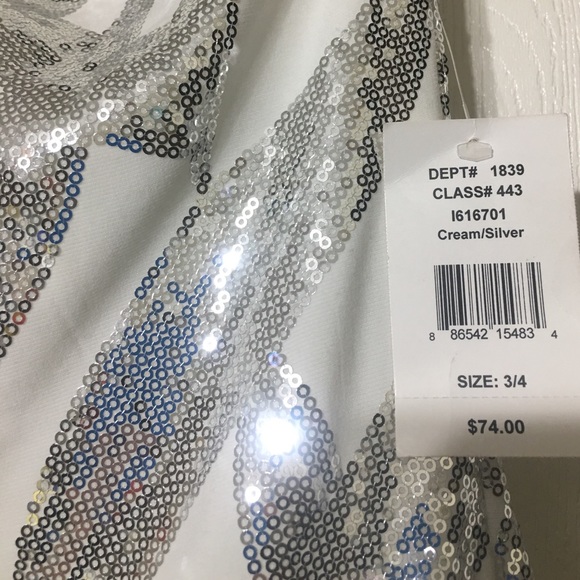 DEPT# 1839
CLASS# 443
I616701
Cream/Silver
8 86542 15483 4
SIZE: 3/4
$74.00